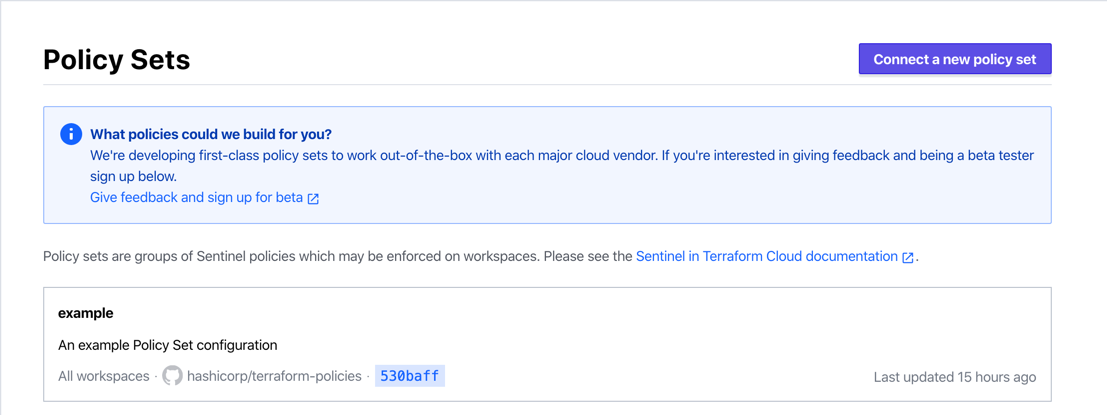 Policy Sets
Connect a new policy set
What policies could we build for you?
We're developing first-class policy sets to work out-of-the-box with each major cloud vendor. If you're interested in giving feedback and being a beta tester
sign up below.
Give feedback and sign up for beta
Policy sets are groups of Sentinel policies which may be enforced on workspaces. Please see the Sentinel in Terraform Cloud documentation.
example
An example Policy Set configuration
All workspaces · hashicorp/terraform-policies · 530baff
Last updated 15 hours ago